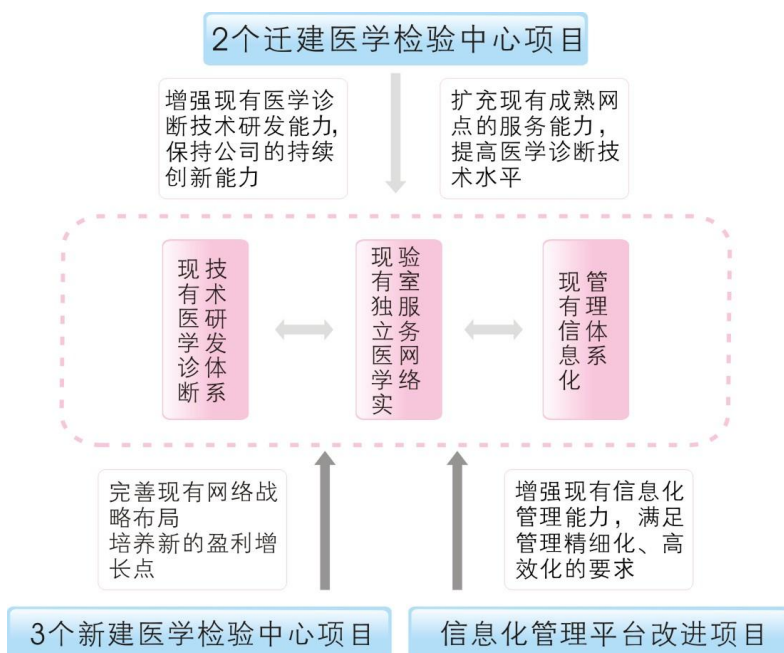 2个迁建医学检验中心项目
增强现有医学诊
断技术研发能力,
保持公司的持续
创新能力
扩充现有成熟网
点的服务能力，
提高医学诊断技
术水平
现有医学诊断
技术研发体系
现有独立医学实
验室服务网络
现有信息化
管理体系
完善现有网络战
略布局
培养新的盈利增
长点
增强现有信息化
管理能力，满足
管理精细化、高
效化的要求
3个新建医学检验中心项目
信息化管理平台改进项目